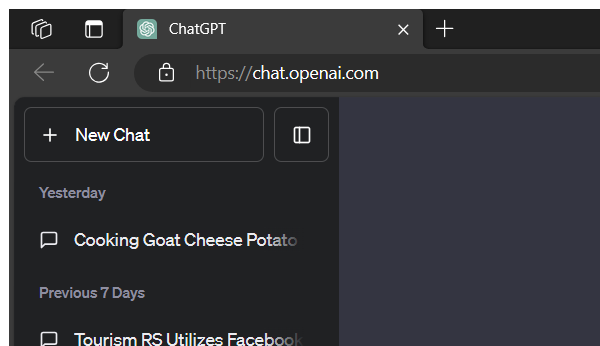 ChatGPT
https://chat.openai.com
New Chat
Yesterday
Cooking Goat Cheese Potato
Previous 7 Days
Tourism RS Utilizes Facebook